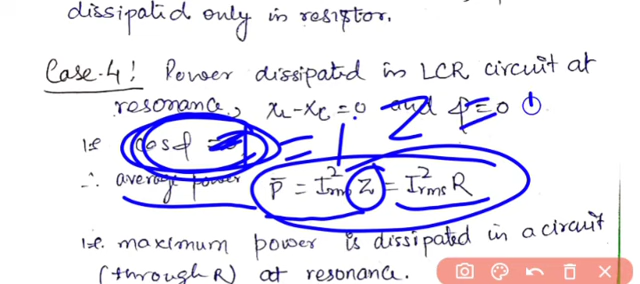 dissipated only in resistor.
Case.4! Power dissipated in LCR circuit at
resonance, XL-XC=0 and φ=0
ie cosφ = 1
∴ average power P̄ = I²rms Z = I²rms R
i.e. maximum power is dissipated in a circuit
(through R) at resonance.